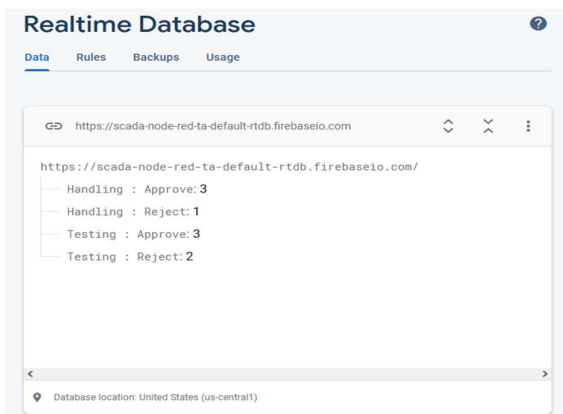 Realtime Database
Data Rules Backups Usage
https://scada-node-red-ta-default-rtdb.firebaseio.com
https://scada-node-red-ta-default-rtdb.firebaseio.com/
Handling : Approve: 3
Handling : Reject: 1
Testing : Approve: 3
Testing : Reject: 2
Database location: United States (us-central1)